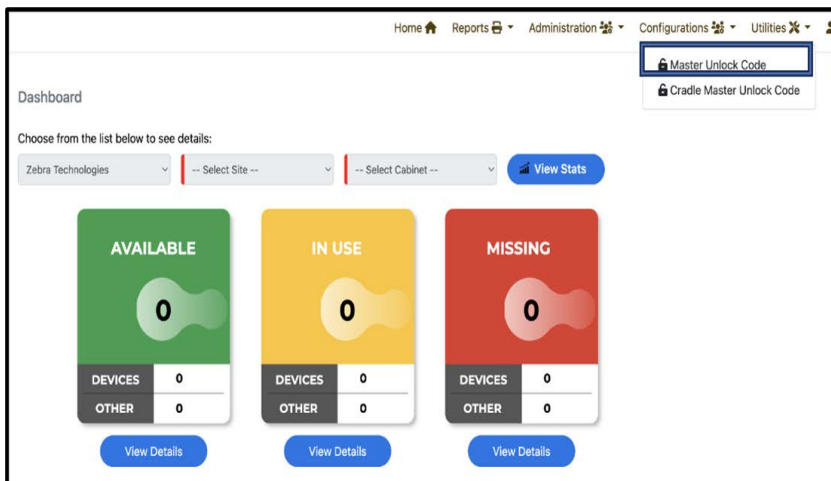 Home Reports Administration Configurations Utilities
Master Unlock Code
Cradle Master Unlock Code
Dashboard
Choose from the list below to see details:
Zebra Technologies -- Select Site -- -- Select Cabinet -- View Stats
AVAILABLE IN USE MISSING
0 0 0
DEVICES 0 DEVICES 0 DEVICES 0
OTHER 0 OTHER 0 OTHER 0
View Details View Details View Details